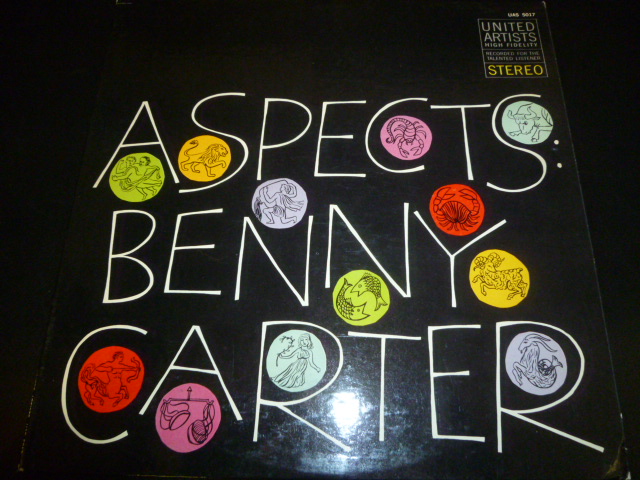 UAS 5017
UNITED
ARTISTS
HIGH FIDELITY
RECORDED FOR THE
TALENTED LISTENER
STEREO
ASPECTS:
BENNY
CARTER